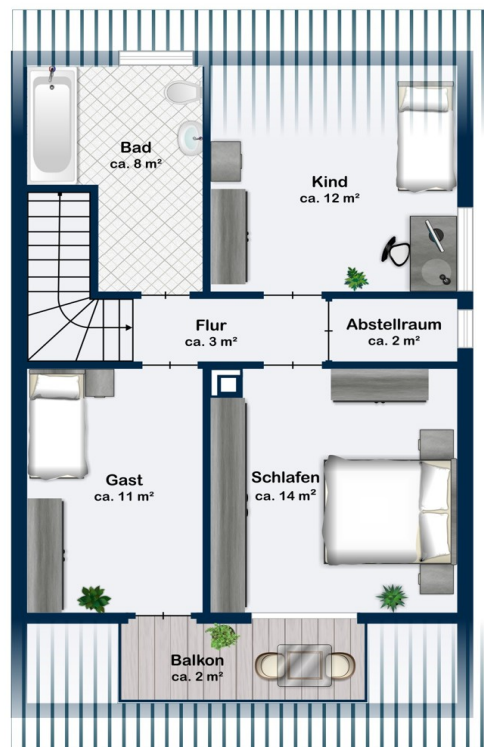 Bad
ca. 8 m²
Kind
ca. 12 m²
Flur
ca. 3 m²
Abstellraum
ca. 2 m²
Gast
ca. 11 m²
Schlafen
ca. 14 m²
Balkon
ca. 2 m²